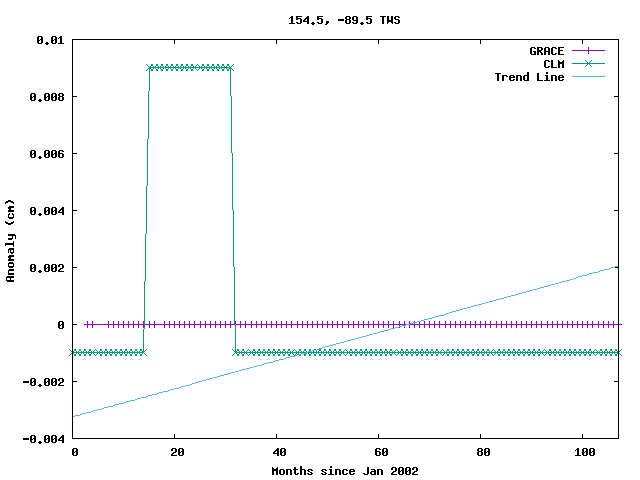 154.5, -89.5 TWS
GRACE
CLM
Trend Line
0.01
0.008
0.006
0.004
0.002
0
-0.002
-0.004
Anomaly (cm)
0 20 40 60 80 100
Months since Jan 2002